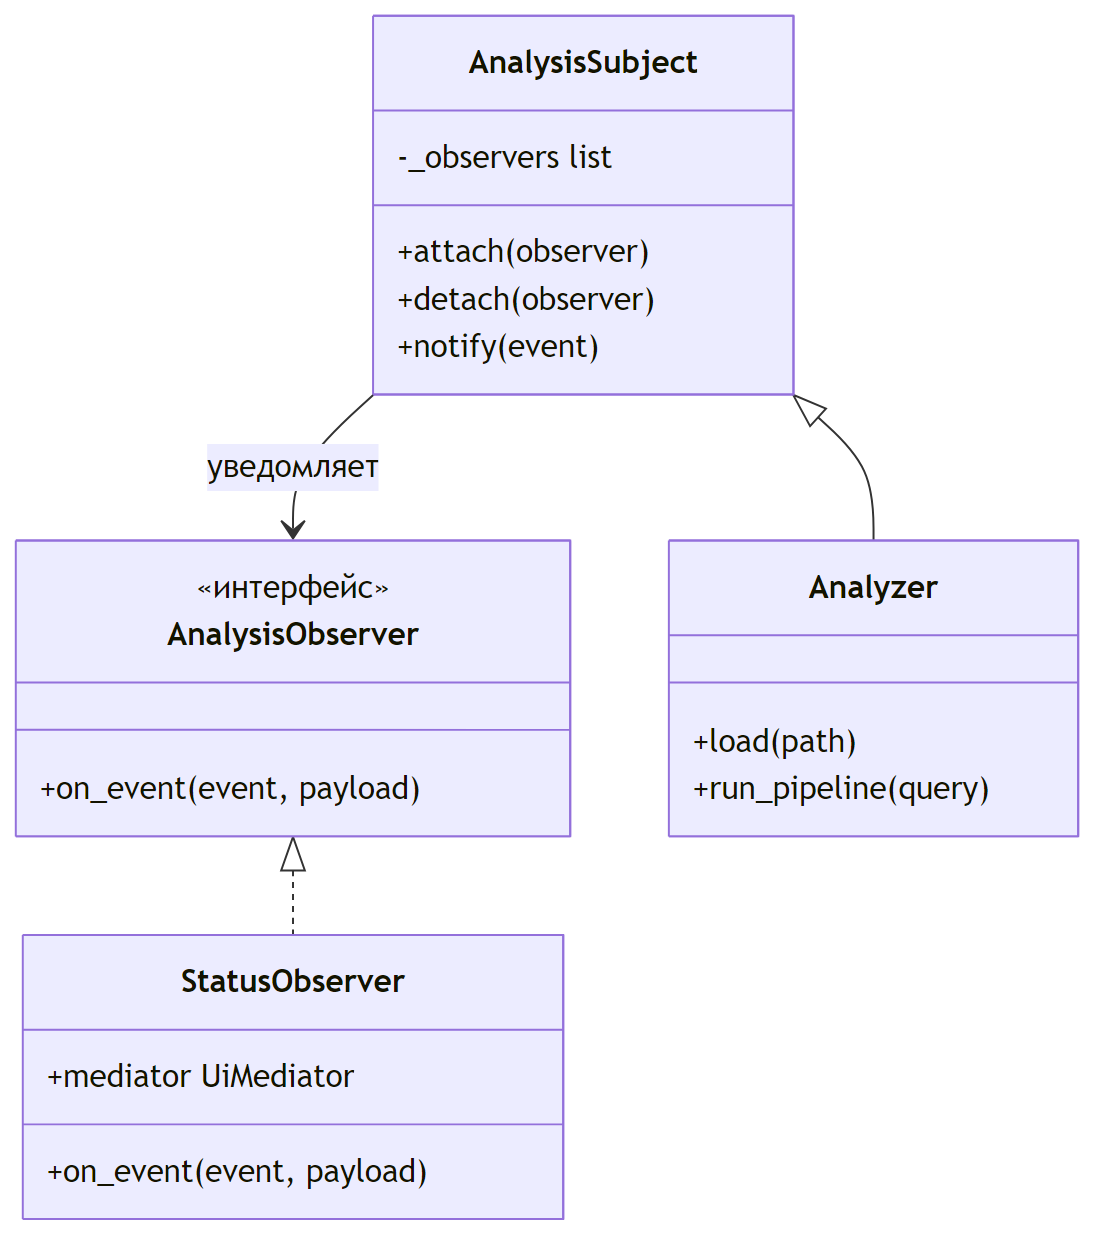 AnalysisSubject
-_observers list
+attach(observer)
+detach(observer)
+notify(event)
уведомляет
«интерфейс»
AnalysisObserver
+on_event(event, payload)
Analyzer
+load(path)
+run_pipeline(query)
StatusObserver
+mediator UiMediator
+on_event(event, payload)